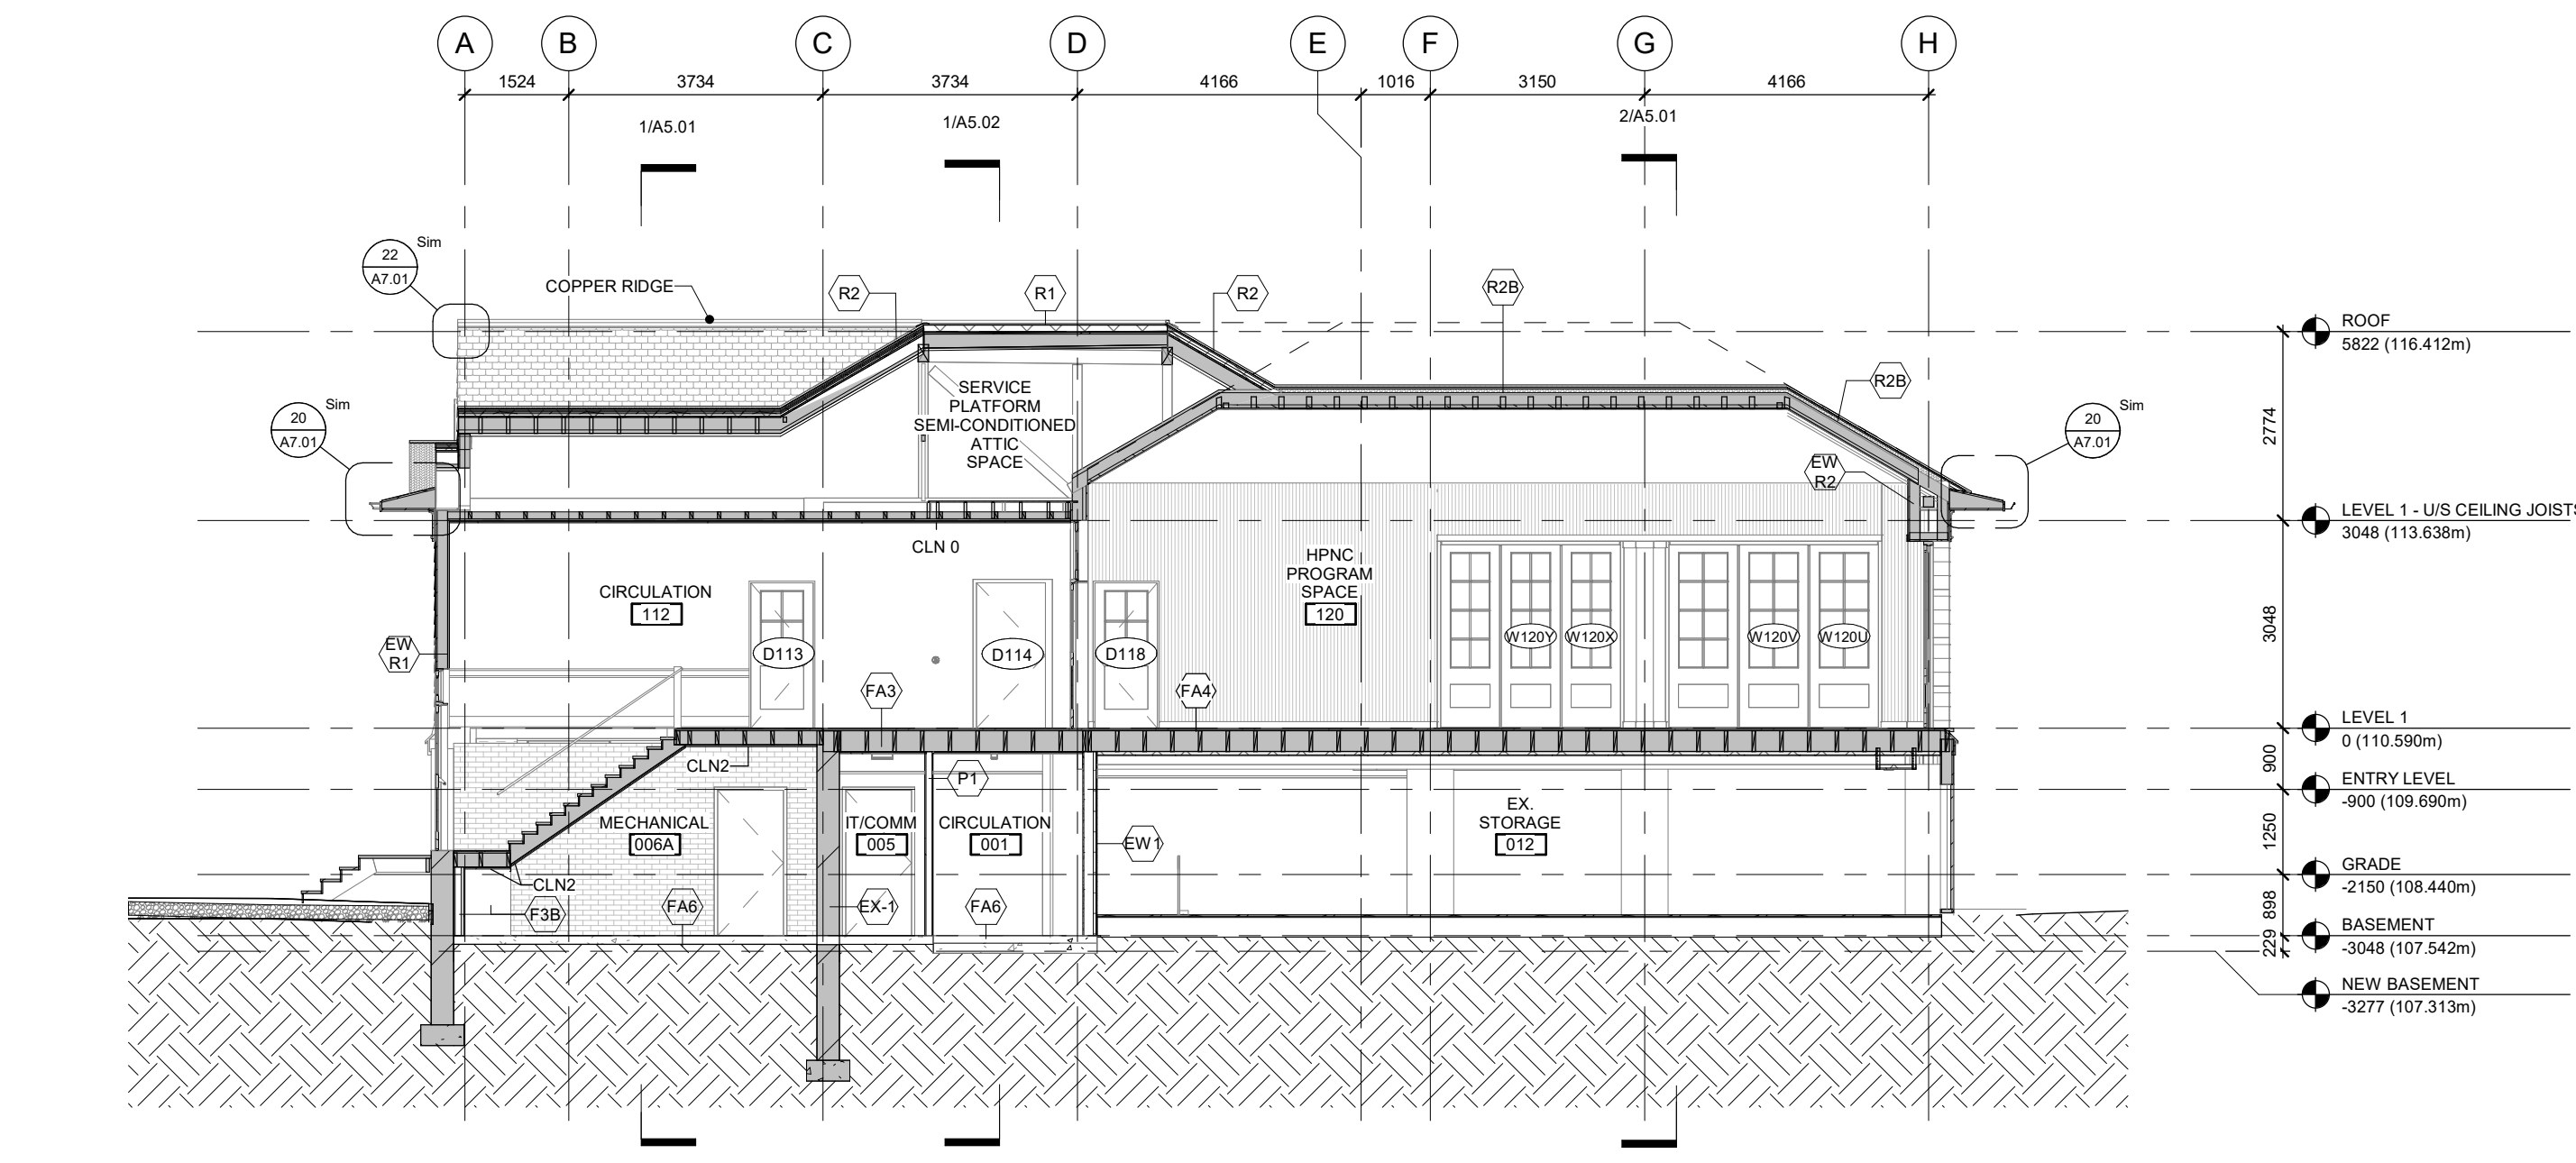 A B C D E F G H
1524 3734 3734 4166 1016 3150 4166
1/A5.01
1/A5.02
2/A5.01
22
A7.01
Sim
COPPER RIDGE
R2
R1
R2
R2B
R2B
20
A7.01
Sim
20
A7.01
Sim
SERVICE
PLATFORM
SEMI-CONDITIONED
ATTIC
SPACE
EW
R2
CLN 0
CIRCULATION
112
HPNC
PROGRAM
SPACE
120
EW
R1
D113
D114
D118
W120Y
W120X
W120V
W120U
FA3
FA4
CLN2
P1
MECHANICAL
006A
IT/COMM
005
CIRCULATION
001
EW1
EX.
STORAGE
012
CLN2
F3B
FA6
EX-1
FA6
ROOF
5822 (116.412m)
2774
LEVEL 1 - U/S CEILING JOISTS
3048 (113.638m)
3048
LEVEL 1
0 (110.590m)
900
ENTRY LEVEL
-900 (109.690m)
1250
GRADE
-2150 (108.440m)
898
BASEMENT
-3048 (107.542m)
229
NEW BASEMENT
-3277 (107.313m)